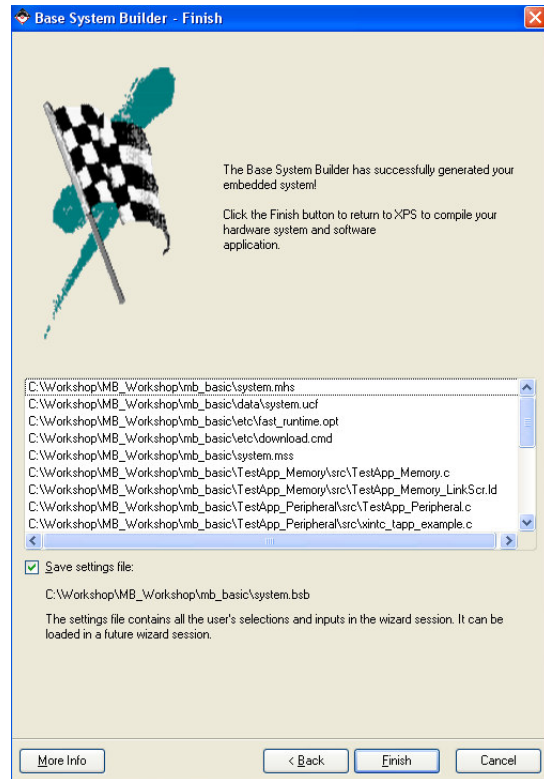 Base System Builder - Finish
The Base System Builder has successfully generated your
embedded system!
Click the Finish button to return to XPS to compile your
hardware system and software
application.
C:\Workshop\MB_Workshop\mb_basic\system.mhs
C:\Workshop\MB_Workshop\mb_basic\data\system.ucf
C:\Workshop\MB_Workshop\mb_basic\etc\fast_runtime.opt
C:\Workshop\MB_Workshop\mb_basic\etc\download.cmd
C:\Workshop\MB_Workshop\mb_basic\system.mss
C:\Workshop\MB_Workshop\mb_basic\TestApp_Memory\src\TestApp_Memory.c
C:\Workshop\MB_Workshop\mb_basic\TestApp_Memory\src\TestApp_Memory_LinkScr.ld
C:\Workshop\MB_Workshop\mb_basic\TestApp_Peripheral\src\TestApp_Peripheral.c
C:\Workshop\MB_Workshop\mb_basic\TestApp_Peripheral\src\xintc_tapp_example.c
Save settings file:
C:\Workshop\MB_Workshop\mb_basic\system.bsb
The settings file contains all the user's selections and inputs in the wizard session. It can be
loaded in a future wizard session.
More Info
< Back
Finish
Cancel